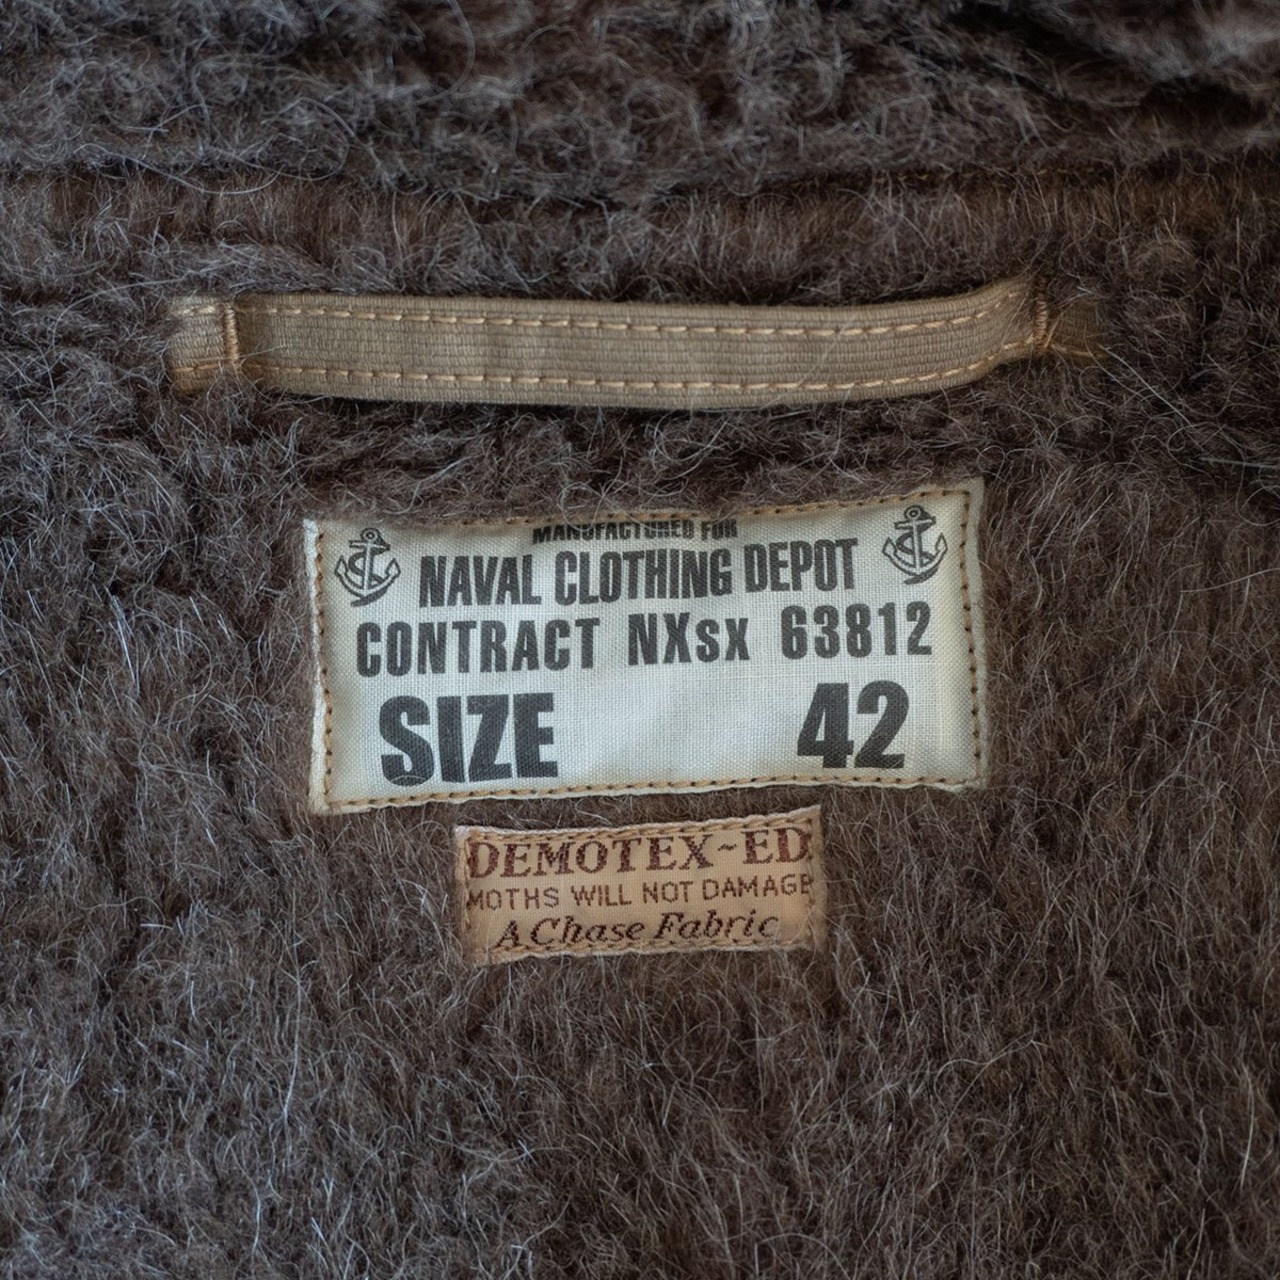 MANUFACTURED FOR
NAVAL CLOTHING DEPOT
CONTRACT NXsx 63812
SIZE 42
DEMOTEX~ED
MOTHS WILL NOT DAMAGE
A Chase Fabric